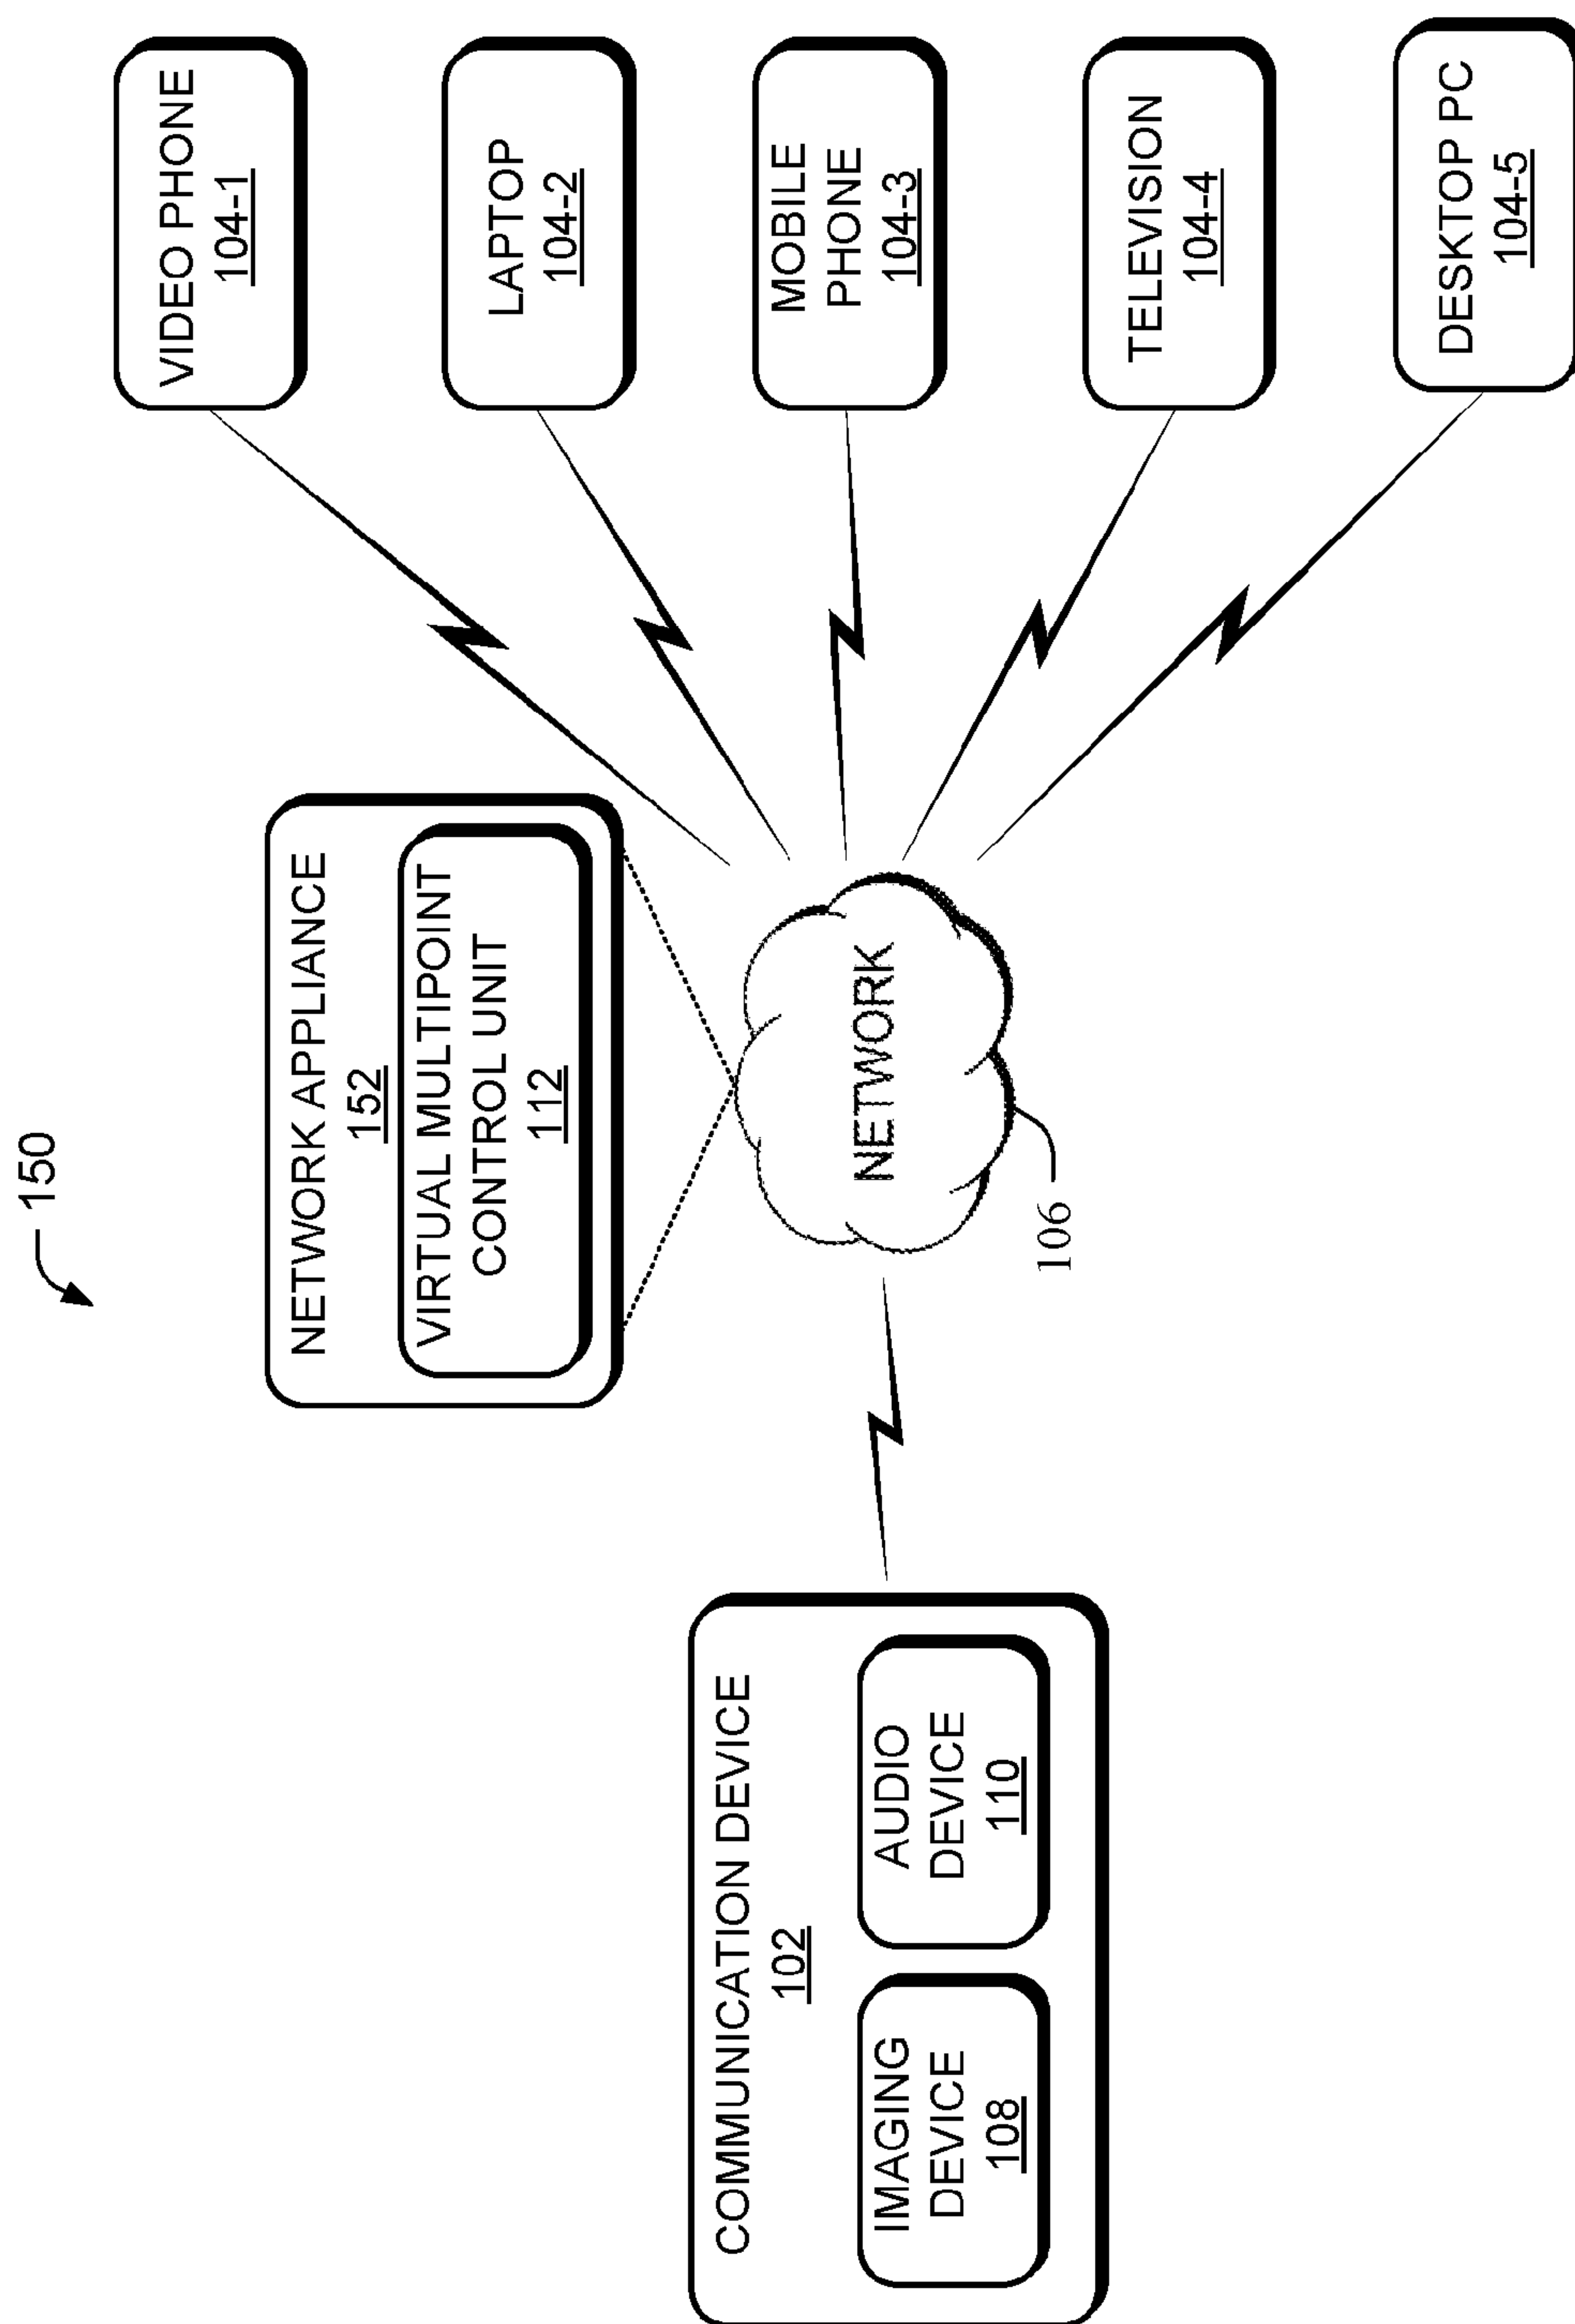 150
NETWORK APPLIANCE
152
VIRTUAL MULTIPOINT
CONTROL UNIT
112
VIDEO PHONE
104-1
LAPTOP
104-2
MOBILE
PHONE
104-3
TELEVISION
104-4
DESKTOP PC
104-5
NETWORK
106
COMMUNICATION DEVICE
102
IMAGING
DEVICE
108
AUDIO
DEVICE
110